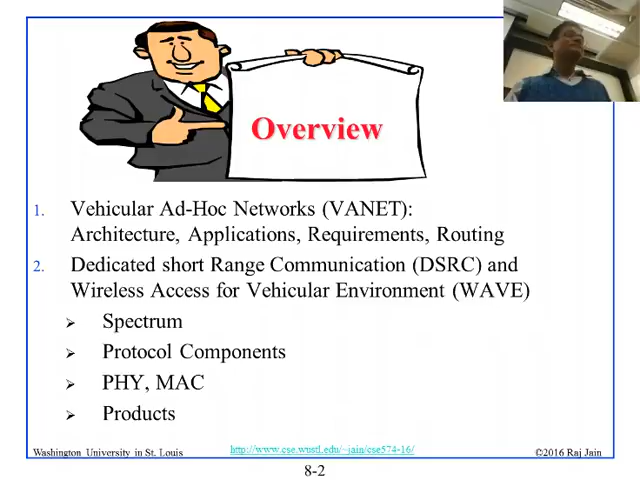 Overview
1. Vehicular Ad-Hoc Networks (VANET):
Architecture, Applications, Requirements, Routing
2. Dedicated short Range Communication (DSRC) and
Wireless Access for Vehicular Environment (WAVE)
➢ Spectrum
➢ Protocol Components
➢ PHY, MAC
➢ Products
Washington University in St. Louis
http://www.cse.wustl.edu/~jain/cse574-16/
©2016 Raj Jain
8-2